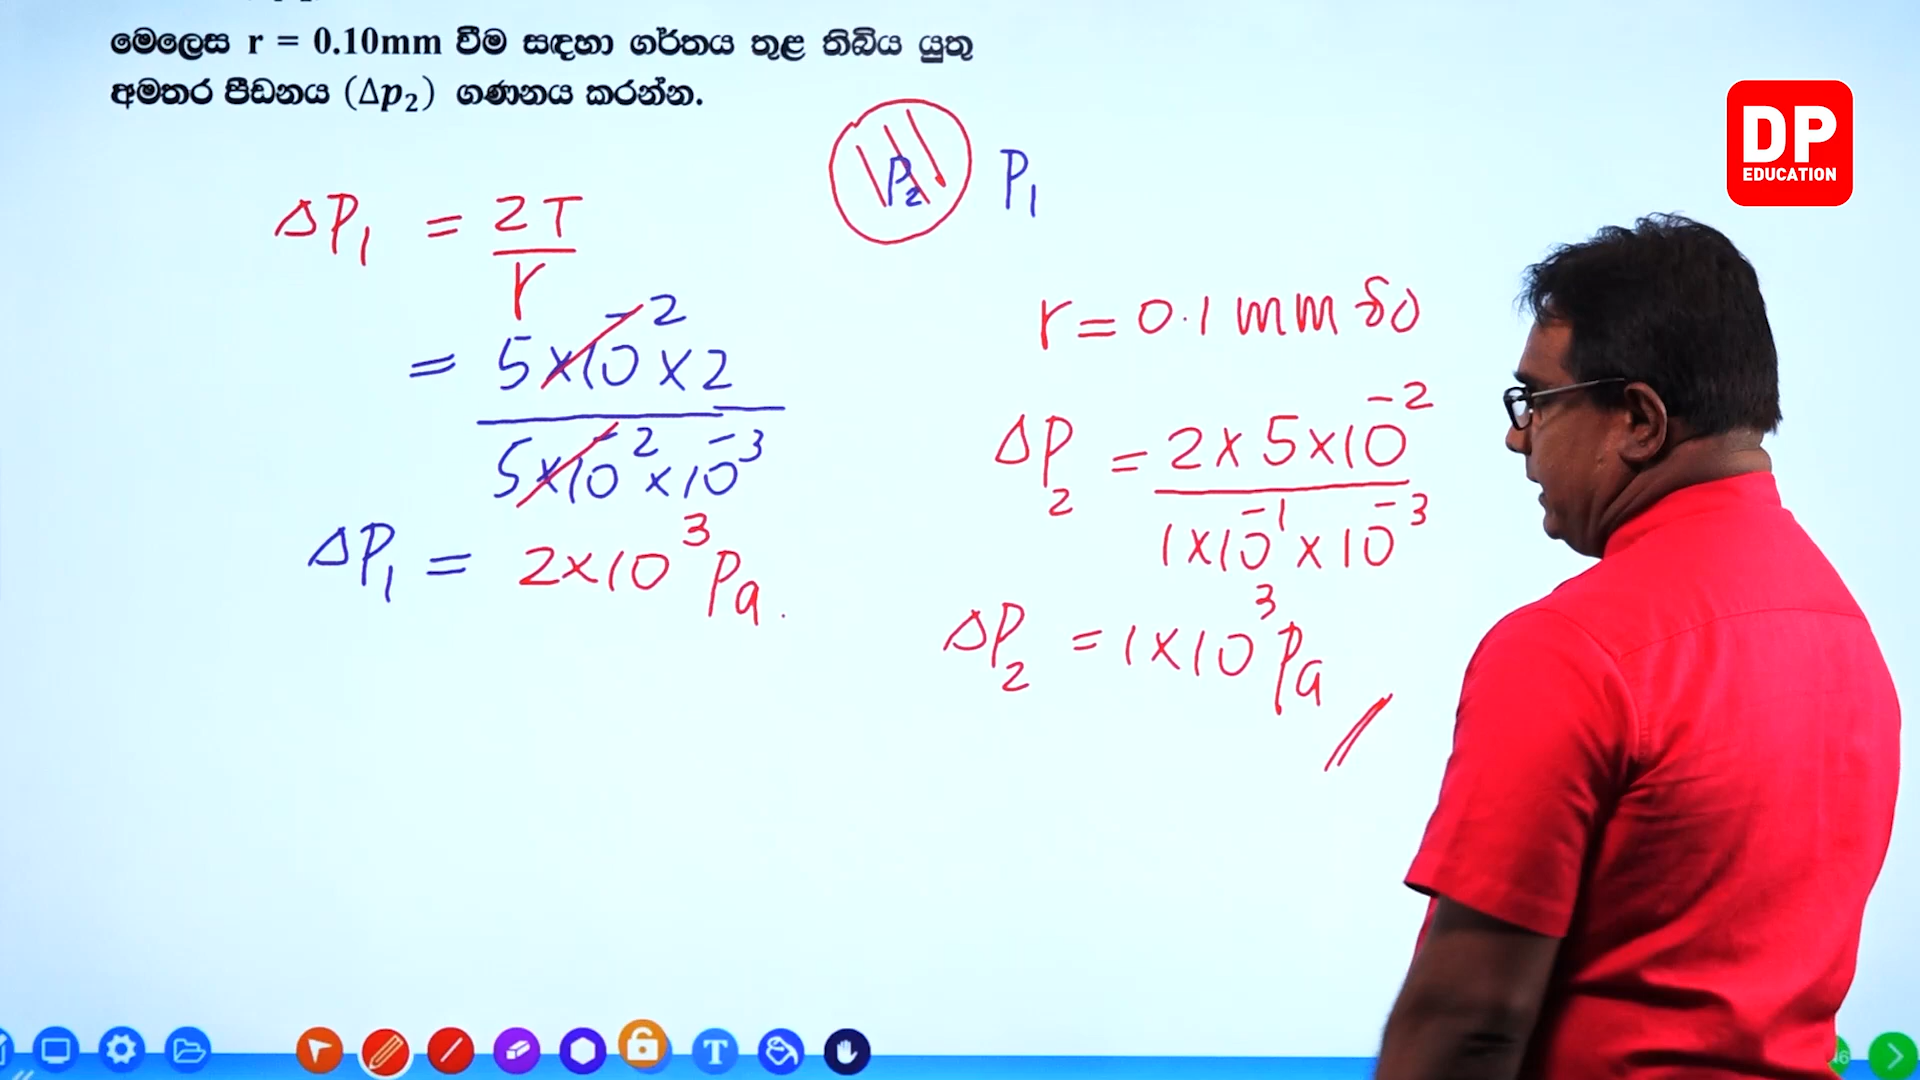 මෙලෙස r = 0.10mm වීම සඳහා ගර්තය තුළ තිබිය යුතු
අමතර පීඩනය (Δp₂) ගණනය කරන්න.
DP
EDUCATION
P₂ P₁
ΔP₁ = 2T / r
= 5×10⁻² × 2 / 5×10⁻² × 10⁻³
ΔP₁ = 2×10³ Pa.
r = 0.1 mm
ΔP₂ = 2×5×10⁻² / 1×10⁻¹ × 10⁻³
ΔP₂ = 1×10³ Pa
T